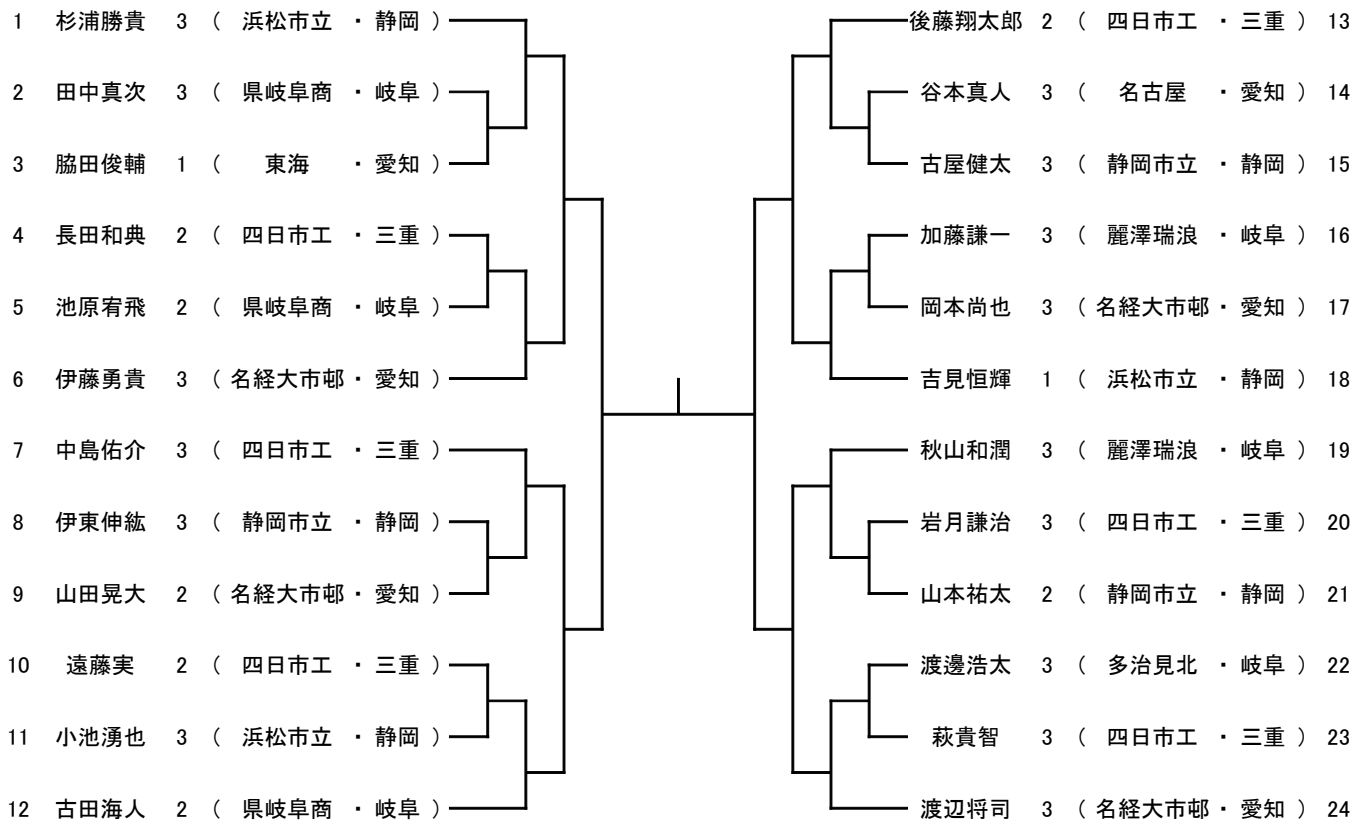 1 杉浦勝貴 3 ( 浜松市立 ・ 静岡 )
2 田中真次 3 ( 県岐阜商 ・ 岐阜 )
3 脇田俊輔 1 ( 東海 ・ 愛知 )
4 長田和典 2 ( 四日市工 ・ 三重 )
5 池原宥飛 2 ( 県岐阜商 ・ 岐阜 )
6 伊藤勇貴 3 ( 名経大市邨 ・ 愛知 )
7 中島佑介 3 ( 四日市工 ・ 三重 )
8 伊東伸紘 3 ( 静岡市立 ・ 静岡 )
9 山田晃大 2 ( 名経大市邨 ・ 愛知 )
10 遠藤実 2 ( 四日市工 ・ 三重 )
11 小池湧也 3 ( 浜松市立 ・ 静岡 )
12 古田海人 2 ( 県岐阜商 ・ 岐阜 )
後藤翔太郎 2 ( 四日市工 ・ 三重 ) 13
谷本真人 3 ( 名古屋 ・ 愛知 ) 14
古屋健太 3 ( 静岡市立 ・ 静岡 ) 15
加藤謙一 3 ( 麗澤瑞浪 ・ 岐阜 ) 16
岡本尚也 3 ( 名経大市邨 ・ 愛知 ) 17
吉見恒輝 1 ( 浜松市立 ・ 静岡 ) 18
秋山和潤 3 ( 麗澤瑞浪 ・ 岐阜 ) 19
岩月謙治 3 ( 四日市工 ・ 三重 ) 20
山本祐太 2 ( 静岡市立 ・ 静岡 ) 21
渡邊浩太 3 ( 多治見北 ・ 岐阜 ) 22
萩貴智 3 ( 四日市工 ・ 三重 ) 23
渡辺将司 3 ( 名経大市邨 ・ 愛知 ) 24